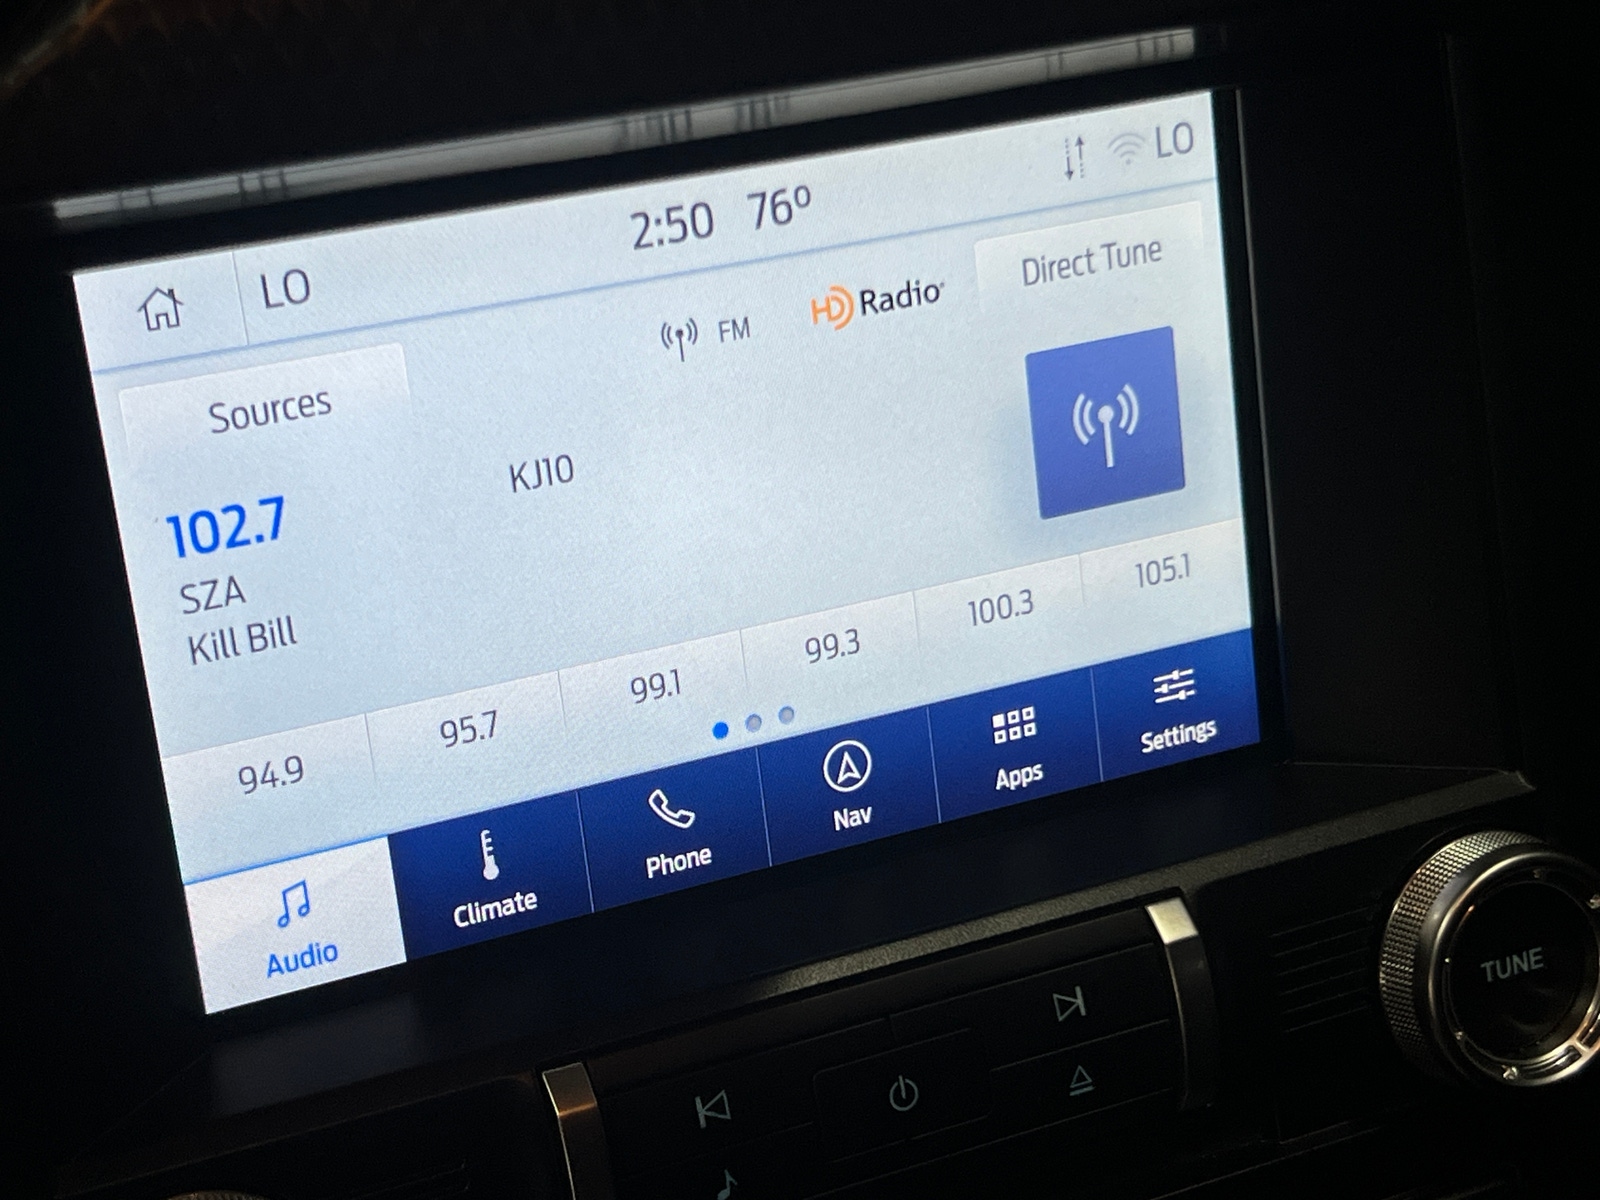 LO
2:50 76º
LO
Sources
FM
HD Radio
Direct Tune
102.7
KJ10
SZA
Kill Bill
94.9
95.7
99.1
99.3
100.3
105.1
Audio
Climate
Phone
Nav
Apps
Settings
TUNE